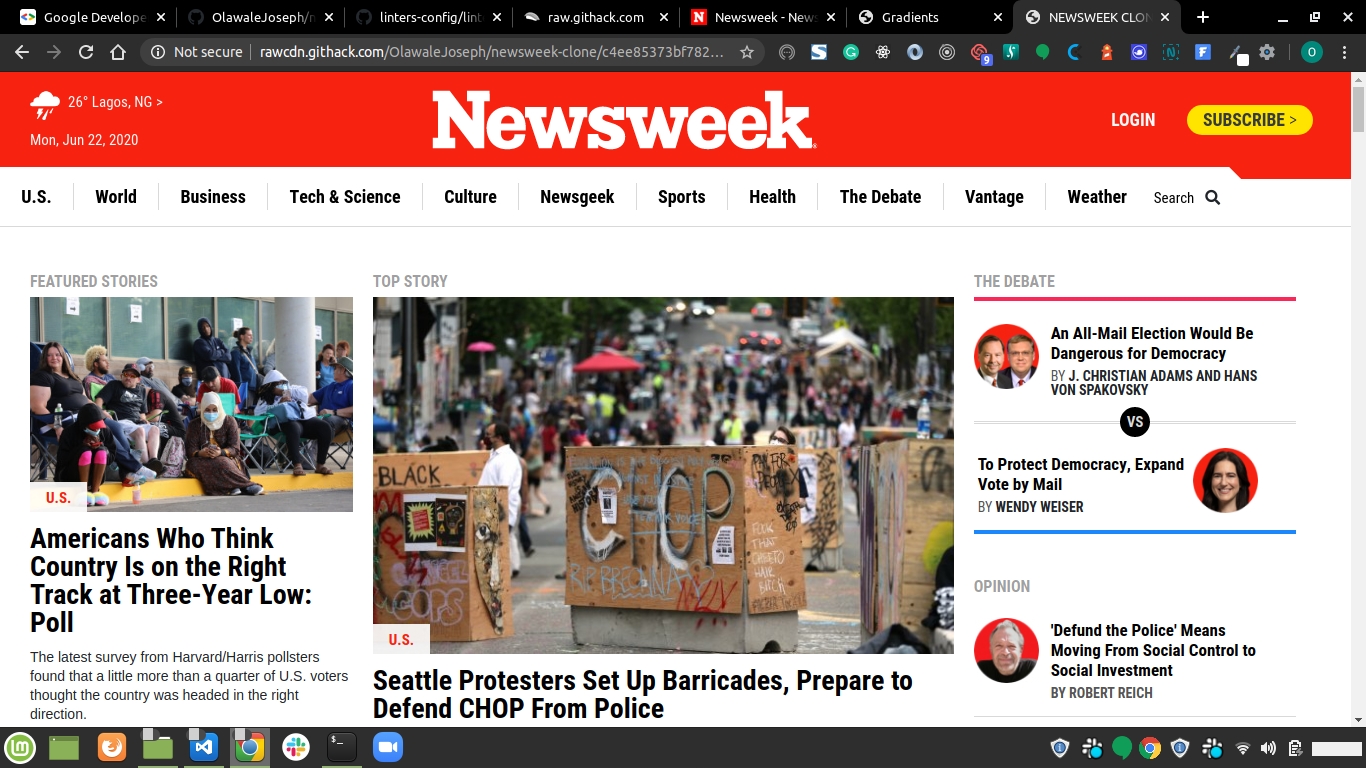 Google Develope
OlawaleJoseph/n
linters-config/lint
raw.githack.com
Newsweek - News
Gradients
NEWSWEEK CLON
Not secure
rawcdn.githack.com/OlawaleJoseph/newsweek-clone/c4ee85373bf782...
9
O
26° Lagos, NG >
Mon, Jun 22, 2020
Newsweek
LOGIN
SUBSCRIBE >
U.S.
World
Business
Tech & Science
Culture
Newsgeek
Sports
Health
The Debate
Vantage
Weather
Search
FEATURED STORIES
U.S.
Americans Who Think
Country Is on the Right
Track at Three-Year Low:
Poll
The latest survey from Harvard/Harris pollsters
found that a little more than a quarter of U.S. voters
thought the country was headed in the right
direction.
TOP STORY
BLACK
CHOP
COPS
U.S.
Seattle Protesters Set Up Barricades, Prepare to
Defend CHOP From Police
THE DEBATE
An All-Mail Election Would Be
Dangerous for Democracy
BY J. CHRISTIAN ADAMS AND HANS
VON SPAKOVSKY
VS
To Protect Democracy, Expand
Vote by Mail
BY WENDY WEISER
OPINION
'Defund the Police' Means
Moving From Social Control to
Social Investment
BY ROBERT REICH